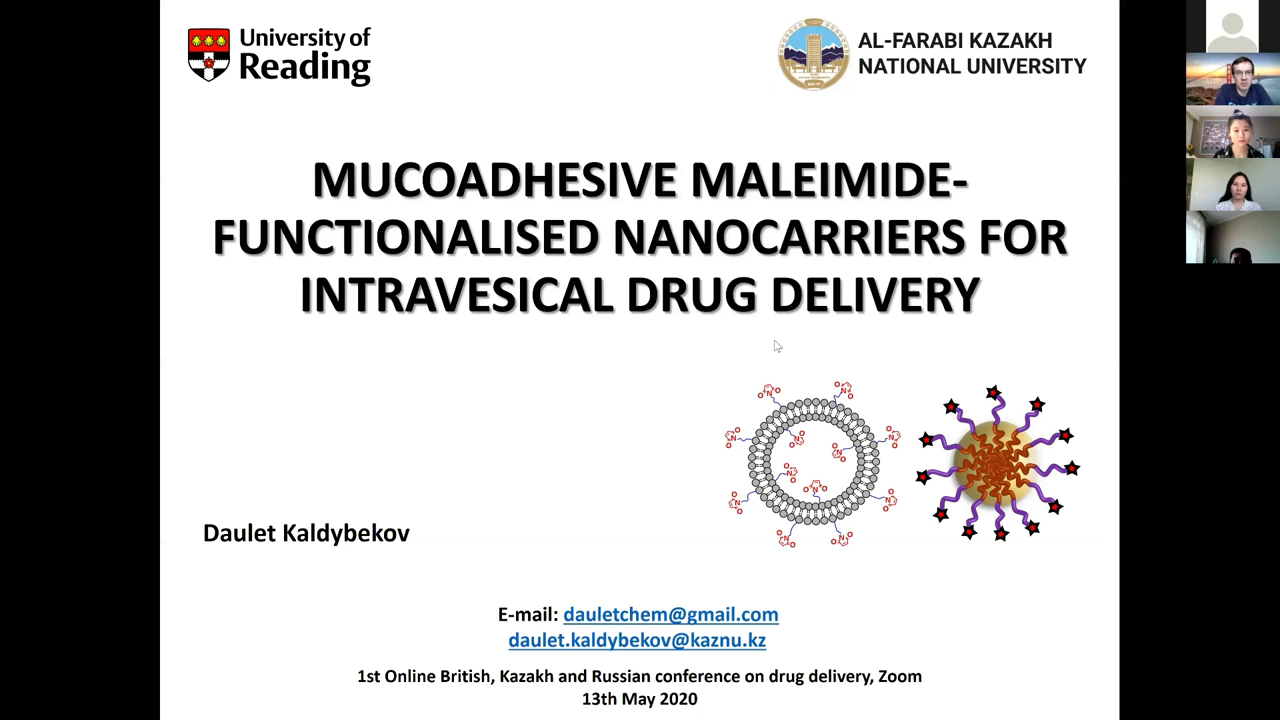 University of
Reading
AL-FARABI KAZAKH
NATIONAL UNIVERSITY
MUCOADHESIVE MALEIMIDE-
FUNCTIONALISED NANOCARRIERS FOR
INTRAVESICAL DRUG DELIVERY
Daulet Kaldybekov
E-mail: dauletchem@gmail.com
daulet.kaldybekov@kaznu.kz
1st Online British, Kazakh and Russian conference on drug delivery, Zoom
13th May 2020